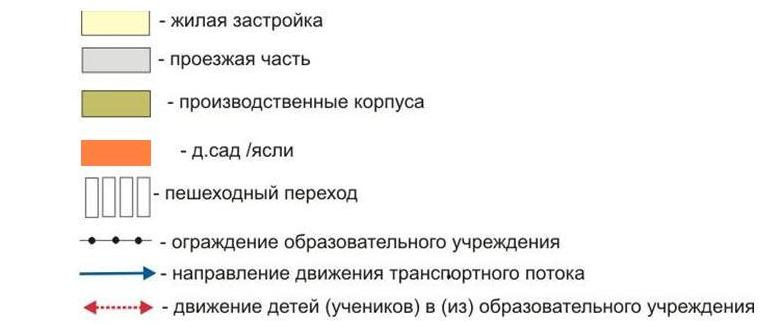 - жилая застройка
- проезжая часть
- производственные корпуса
- д.сад /ясли
- пешеходный переход
- ограждение образовательного учреждения
- направление движения транспортного потока
- движение детей (учеников) в (из) образовательного учреждения